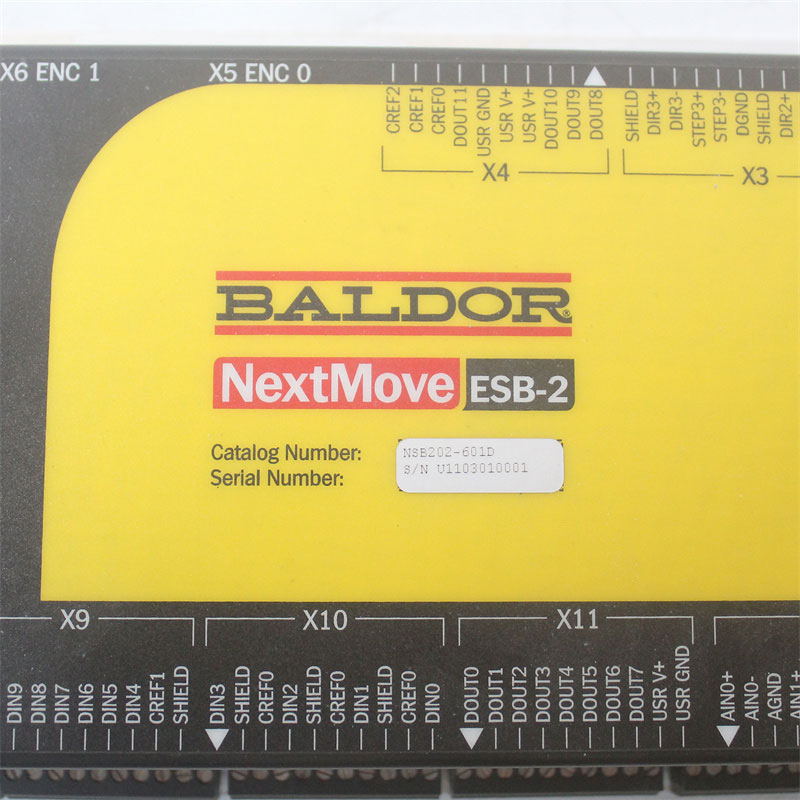 X6 ENC 1
X5 ENC 0
CREF2
CREF1
CREF0
DOUT11
USR GND
USR V+
USR V+
DOUT10
DOUT9
DOUT8
SHIELD
DIR3+
DIR3-
STEP3+
STEP3-
DGND
SHIELD
DIR2+
X4
X3
BALDOR®
NextMove ESB-2
Catalog Number: NSB202-601D
Serial Number: S/N U1103010001
X9
X10
X11
DIN9
DIN8
DIN7
DIN6
DIN5
DIN4
CREF1
SHIELD
DIN3
SHIELD
CREF0
DIN2
SHIELD
CREF0
DIN1
SHIELD
CREF0
DIN0
DOUT0
DOUT1
DOUT2
DOUT3
DOUT4
DOUT5
DOUT6
DOUT7
USR V+
USR GND
AIN0+
AIN0-
AGND
AIN1+